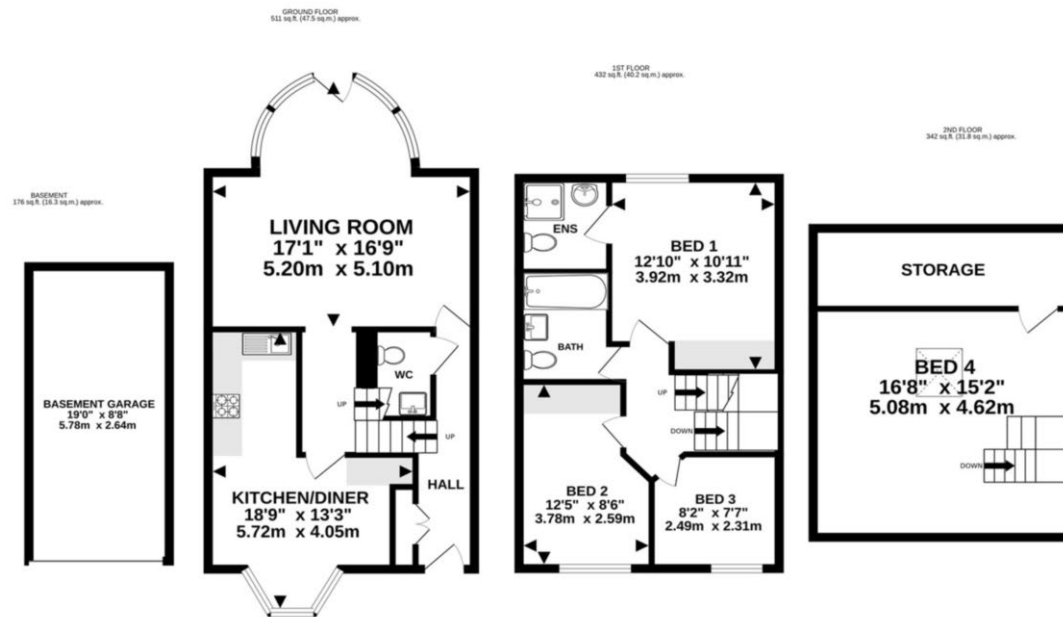 BASEMENT
176 sq.ft. (16.3 sq.m.) approx.
BASEMENT GARAGE
19'0" x 8'8"
5.78m x 2.64m
GROUND FLOOR
511 sq.ft. (47.5 sq.m.) approx.
LIVING ROOM
17'1" x 16'9"
5.20m x 5.10m
WC
UP
UP
HALL
KITCHEN/DINER
18'9" x 13'3"
5.72m x 4.05m
1ST FLOOR
432 sq.ft. (40.2 sq.m.) approx.
ENS
BED 1
12'10" x 10'11"
3.92m x 3.32m
BATH
UP
DOWN
BED 2
12'5" x 8'6"
3.78m x 2.59m
BED 3
8'2" x 7'7"
2.49m x 2.31m
2ND FLOOR
342 sq.ft. (31.8 sq.m.) approx.
STORAGE
BED 4
16'8" x 15'2"
5.08m x 4.62m
DOWN